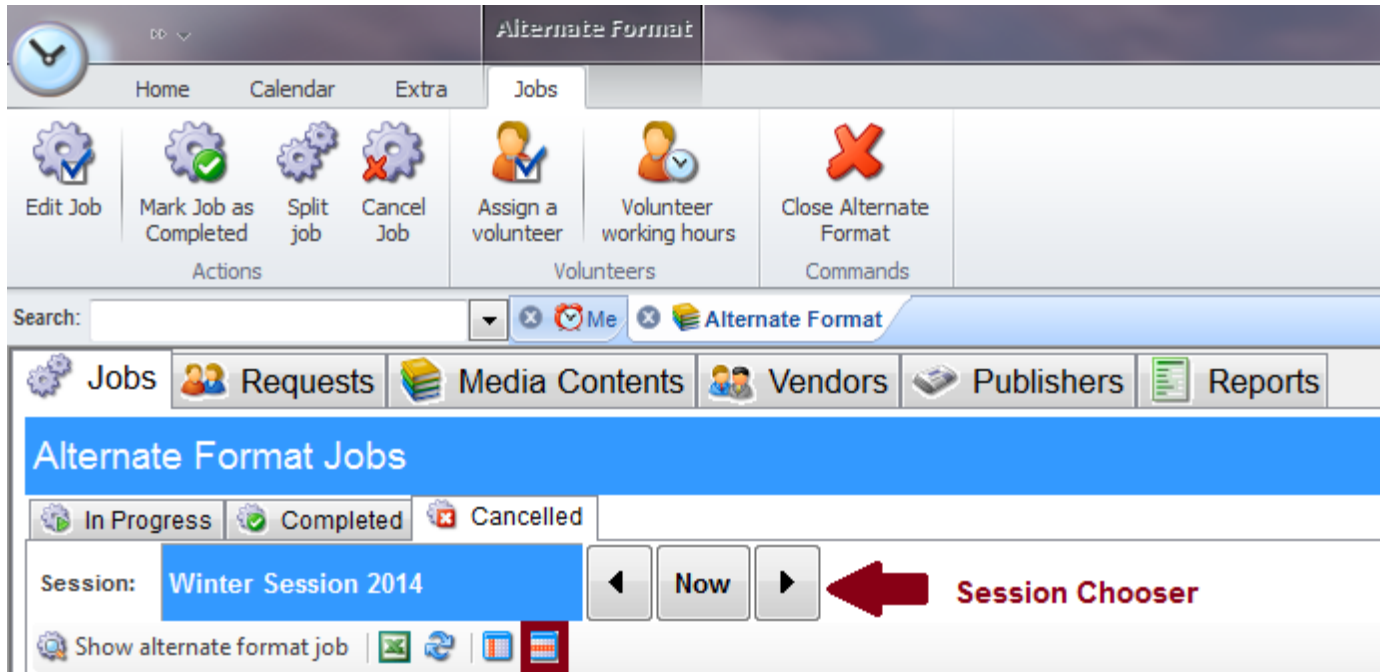 Alternate Format
Home Calendar Extra Jobs
Edit Job Mark Job as Completed Split job Cancel Job Assign a volunteer Volunteer working hours Close Alternate Format
Actions Volunteers Commands
Search: Me Alternate Format
Jobs Requests Media Contents Vendors Publishers Reports
Alternate Format Jobs
In Progress Completed Cancelled
Session: Winter Session 2014 Now Session Chooser
Show alternate format job